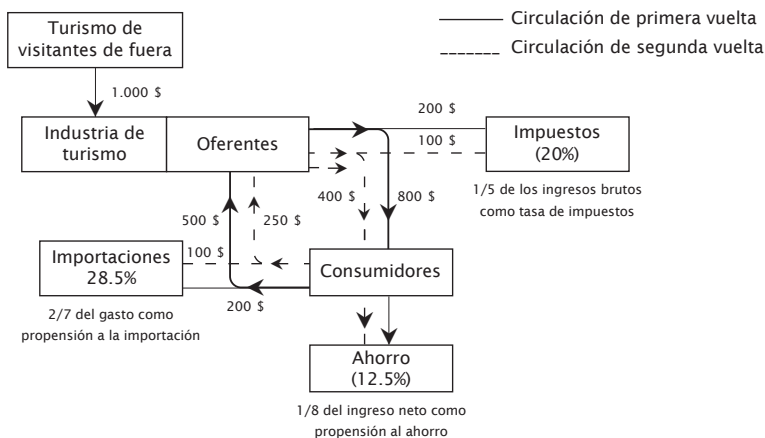 Turismo de
visitantes de fuera
Circulación de primera vuelta
Circulación de segunda vuelta
1.000 $
Industria de
turismo
Oferentes
200 $
100 $
Impuestos
(20%)
1/5 de los ingresos brutos
como tasa de impuestos
400 $
800 $
500 $
250 $
Importaciones
28.5%
100 $
200 $
Consumidores
2/7 del gasto como
propensión a la importación
Ahorro
(12.5%)
1/8 del ingreso neto como
propensión al ahorro